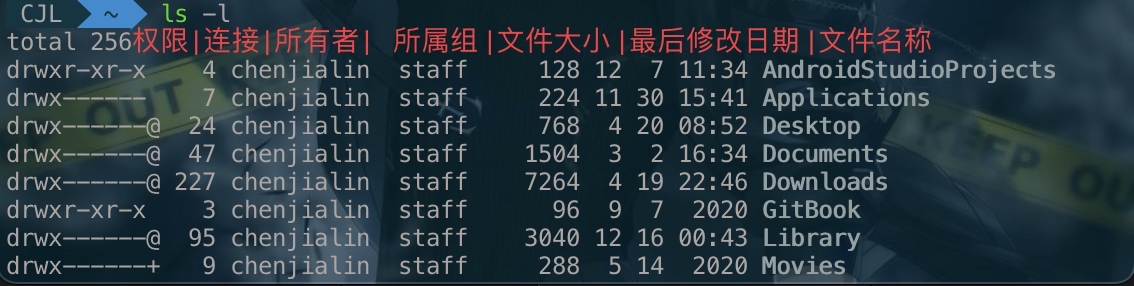 CJL ~ ls -l
total 256权限|连接|所有者| 所属组|文件大小|最后修改日期|文件名称
drwxr-xr-x 4 chenjialin staff 128 12 7 11:34 AndroidStudioProjects
drwx------ 7 chenjialin staff 224 11 30 15:41 Applications
drwx------@ 24 chenjialin staff 768 4 20 08:52 Desktop
drwx------@ 47 chenjialin staff 1504 3 2 16:34 Documents
drwx------@ 227 chenjialin staff 7264 4 19 22:46 Downloads
drwxr-xr-x 3 chenjialin staff 96 9 7 2020 GitBook
drwx------@ 95 chenjialin staff 3040 12 16 00:43 Library
drwx------+ 9 chenjialin staff 288 5 14 2020 Movies
OUT
KEEP OU